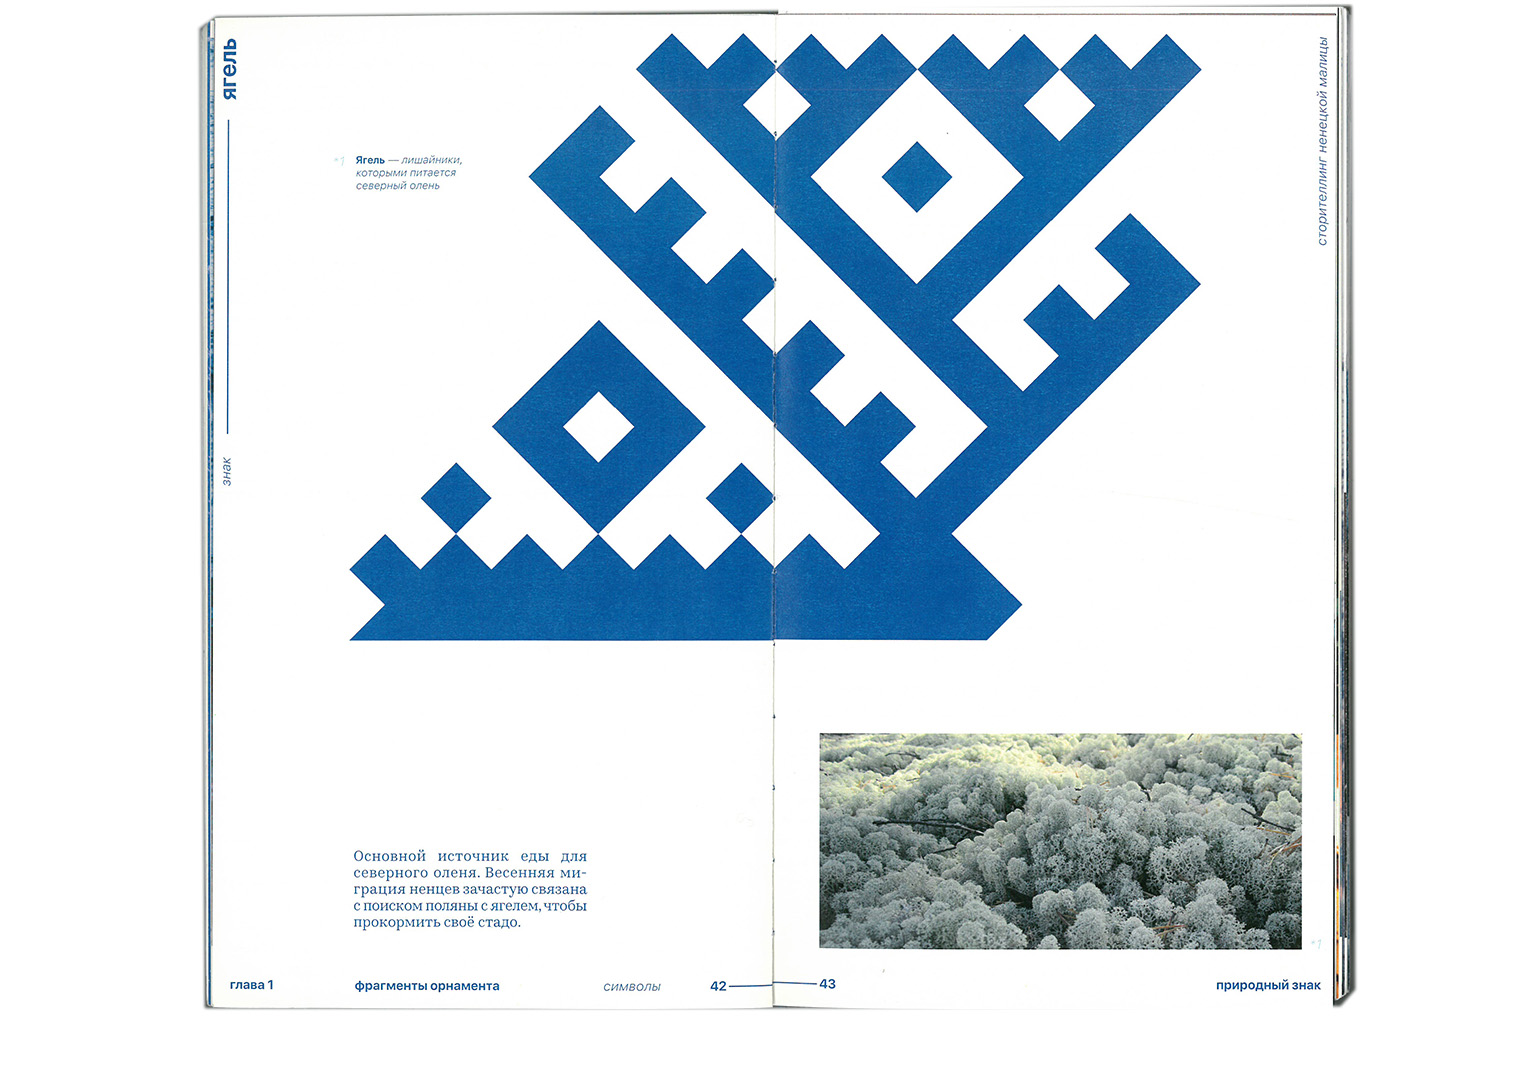 ягель
знак
*1
Ягель — лишайники,
которыми питается
северный олень
сторителлинг ненецкой малицы
Основной источник еды для
северного оленя. Весенняя ми-
грация ненцев зачастую связана
с поиском поляны с ягелем, чтобы
прокормить своё стадо.
*1
глава 1
фрагменты орнамента
символы
42
43
природный знак